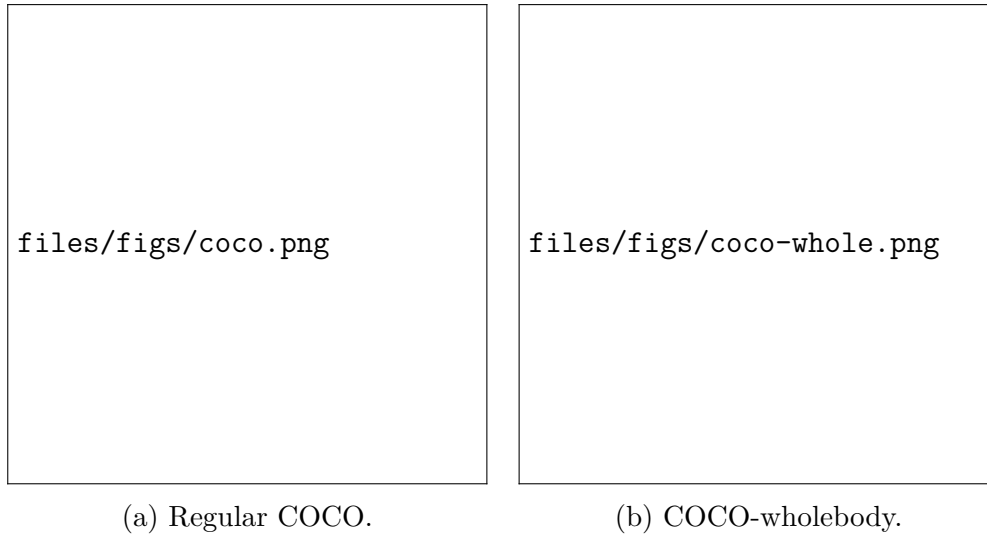 files/figs/coco.png
files/figs/coco-whole.png
(a) Regular COCO.
(b) COCO-wholebody.